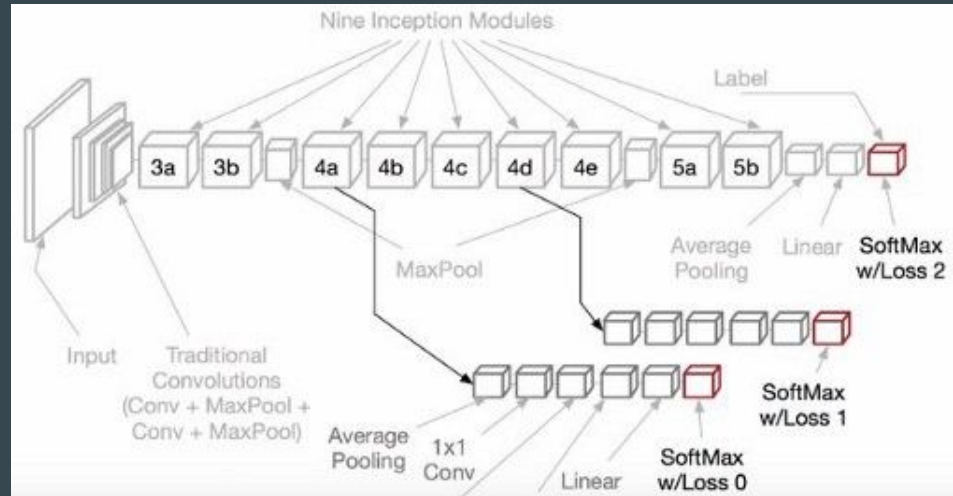 Nine Inception Modules
Label
3a 3b 4a 4b 4c 4d 4e 5a 5b
MaxPool
Average
Pooling
Linear
SoftMax
w/Loss 2
Input
Traditional
Convolutions
(Conv + MaxPool +
Conv + MaxPool)
SoftMax
w/Loss 1
Average
Pooling
1x1
Conv
Linear
SoftMax
w/Loss 0